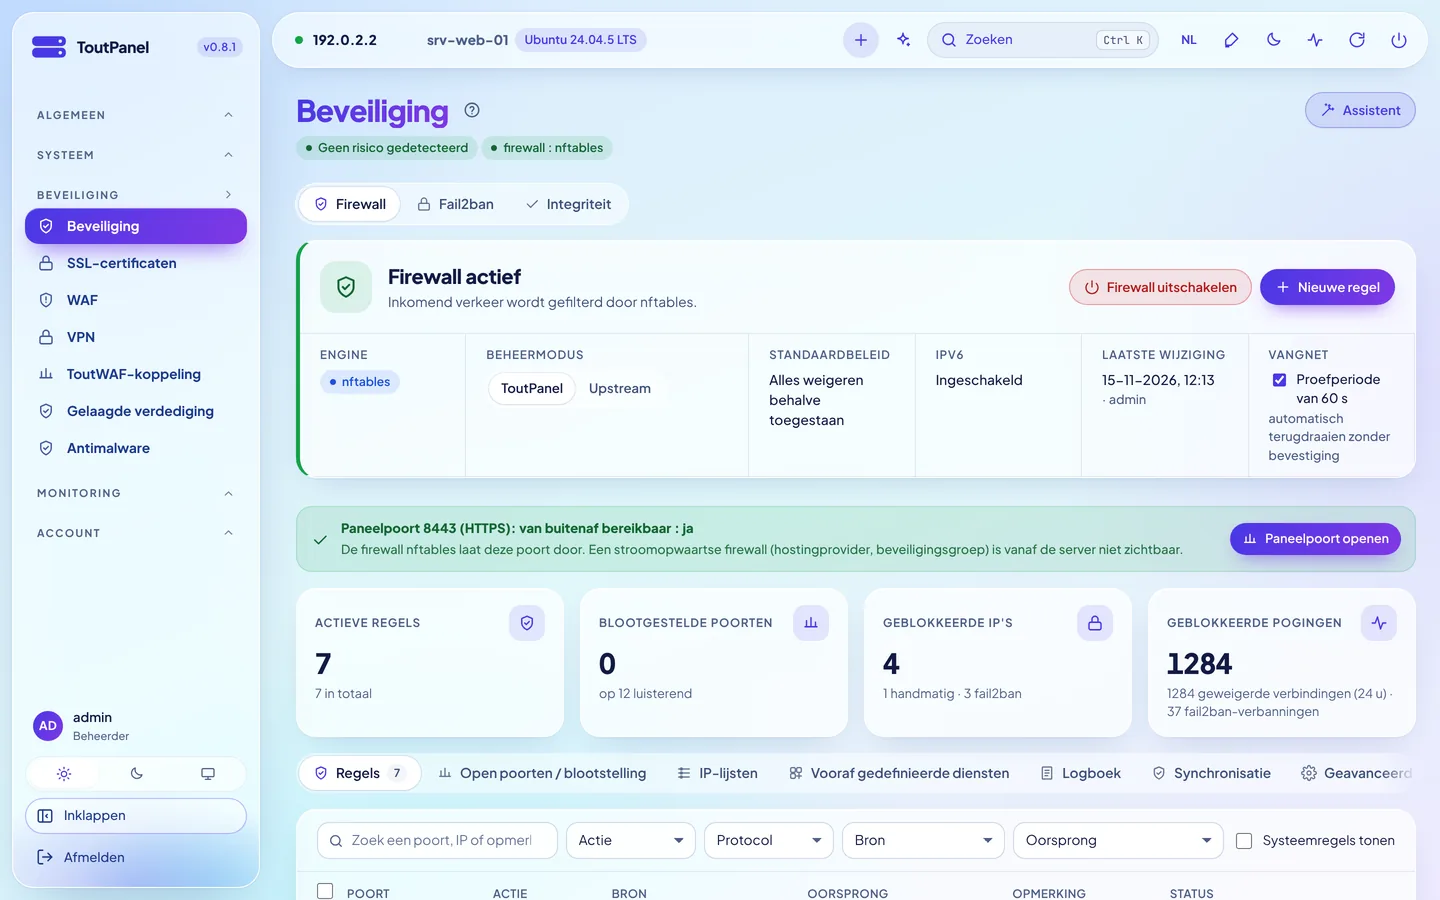 ToutPanel
v0.8.1
ALGEMEEN
SYSTEEM
BEVEILIGING
Beveiliging
SSL-certificaten
WAF
VPN
ToutWAF-koppeling
Gelaagde verdediging
Antimalware
MONITORING
ACCOUNT
AD
admin
Beheerder
Inklappen
Afmelden
192.0.2.2
srv-web-01
Ubuntu 24.04.5 LTS
Zoeken
Ctrl K
NL
Beveiliging
Assistent
Geen risico gedetecteerd
firewall : nftables
Firewall
Fail2ban
Integriteit
Firewall actief
Inkomend verkeer wordt gefilterd door nftables.
Firewall uitschakelen
Nieuwe regel
ENGINE
nftables
BEHEERMODUS
ToutPanel
Upstream
STANDAARDBELEID
Alles weigeren
behalve
toegestaan
IPV6
Ingeschakeld
LAATSTE WIJZIGING
15-11-2026, 12:13
· admin
VANGNET
Proefperiode
van 60 s
automatisch
terugdraaien zonder
bevestiging
Paneelpoort 8443 (HTTPS): van buitenaf bereikbaar : ja
De firewall nftables laat deze poort door. Een stroomopwaartse firewall (hostingprovider, beveiligingsgroep) is vanaf de server niet zichtbaar.
Paneelpoort openen
ACTIEVE REGELS
7
7 in totaal
BLOOTGESTELDE POORTEN
0
op 12 luisterend
GEBLOKKEERDE IP'S
4
1 handmatig · 3 fail2ban
GEBLOKKEERDE POGINGEN
1284
1284 geweigerde verbindingen (24 u) ·
37 fail2ban-verbanningen
Regels 7
Open poorten / blootstelling
IP-lijsten
Vooraf gedefinieerde diensten
Logboek
Synchronisatie
Geavanceerd
Zoek een poort, IP of opmerl
Actie
Protocol
Bron
Oorsprong
Systeemregels tonen
POORT
ACTIE
BRON
OORSPRONG
OPMERKING
STATUS